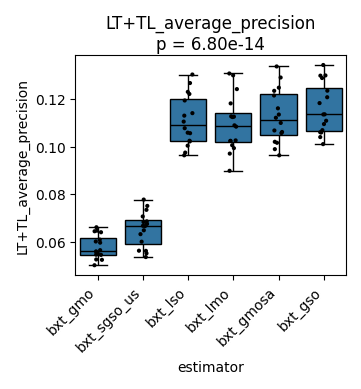 LT+TL_average_precision
p = 6.80e-14
LT+TL_average_precision
0.12
0.10
0.08
0.06
bxt_gmo
bxt_sgso_us
bxt_lso
bxt_lmo
bxt_gmosa
bxt_gso
estimator